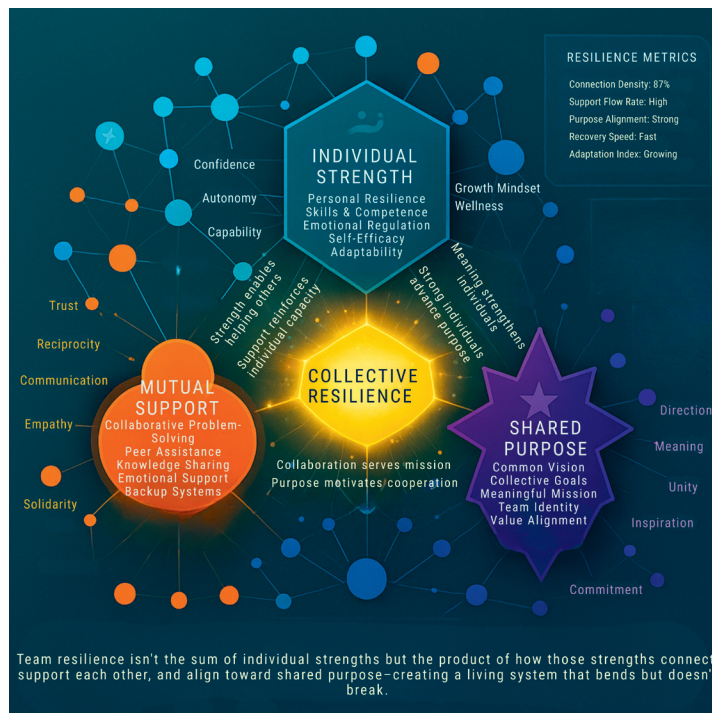 RESILIENCE METRICS
Connection Density: 87%
Support Flow Rate: High
Purpose Alignment: Strong
Recovery Speed: Fast
Adaptation Index: Growing
INDIVIDUAL
STRENGTH
Personal Resilience
Skills & Competence
Emotional Regulation
Self-Efficacy
Adaptability
Confidence
Autonomy
Capability
Growth Mindset
Wellness
Strength enables
helping others
Support reinforces
individual capacity
Strong individuals
advance purpose
Meaning strengthens
individuals
Trust
Reciprocity
Communication
Empathy
Solidarity
MUTUAL
SUPPORT
Collaborative Problem-
Solving
Peer Assistance
Knowledge Sharing
Emotional Support
Backup Systems
COLLECTIVE
RESILIENCE
Collaboration serves mission
Purpose motivates cooperation
SHARED
PURPOSE
Common Vision
Collective Goals
Meaningful Mission
Team Identity
Value Alignment
Direction
Meaning
Unity
Inspiration
Commitment
Team resilience isn't the sum of individual strengths but the product of how those strengths connect
support each other, and align toward shared purpose–creating a living system that bends but doesn'
break.